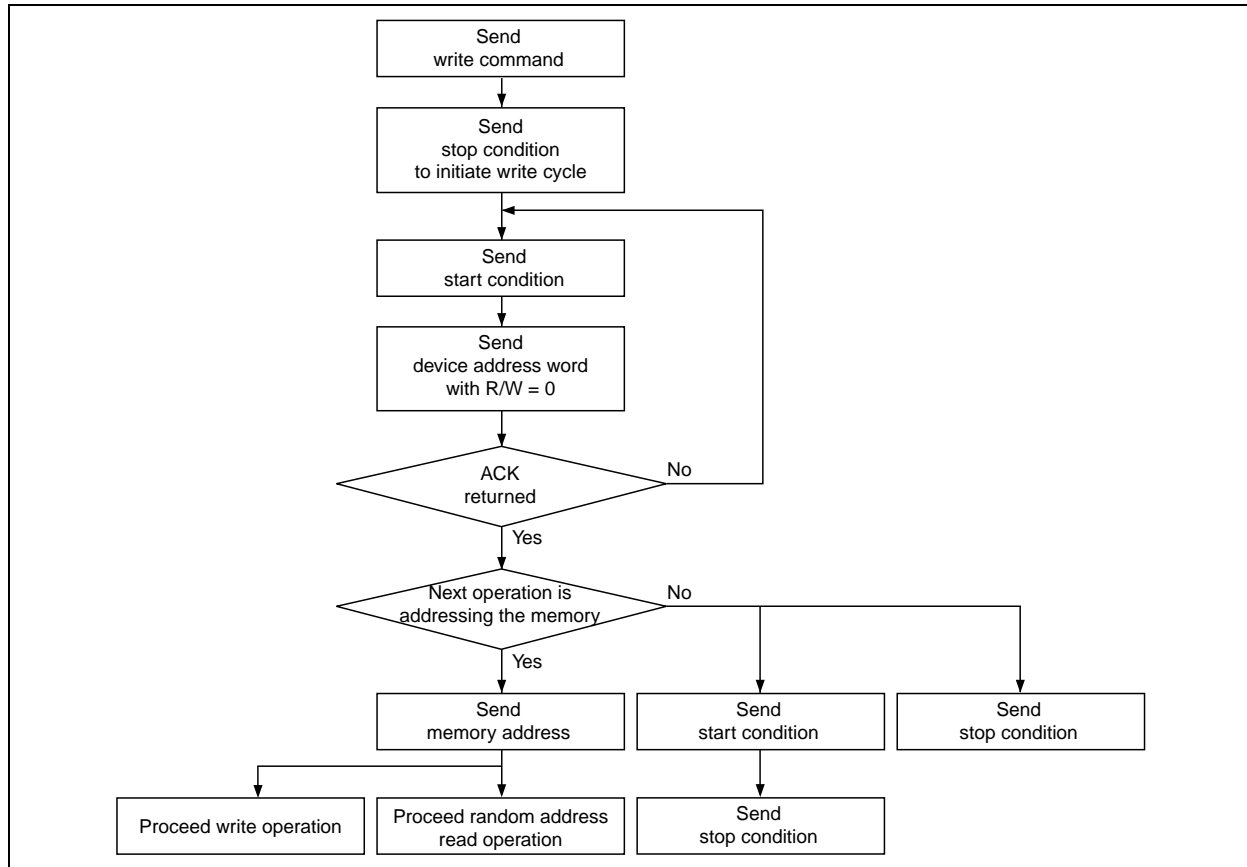 Send
write command
Send
stop condition
to initiate write cycle
Send
start condition
Send
device address word
with R/W = 0
ACK
returned
No
Yes
Next operation is
addressing the memory
No
Yes
Send
memory address
Send
start condition
Send
stop condition
Proceed write operation
Proceed random address
read operation
Send
stop condition